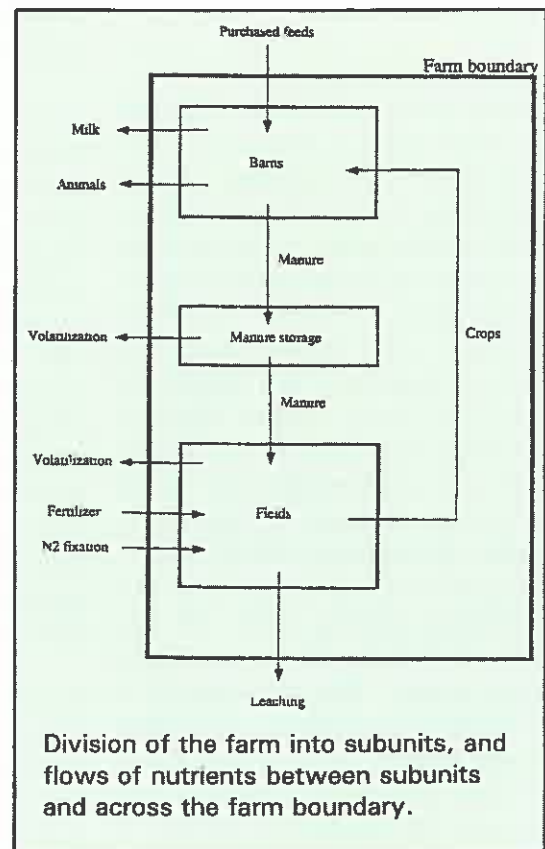 Purchased feeds
Farm boundary
Milk
Barns
Animals
Manure
Volatilization
Manure storage
Crops
Manure
Volatilization
Fertilizer
Fields
N2 fixation
Leaching
Division of the farm into subunits, and
flows of nutrients between subunits
and across the farm boundary.